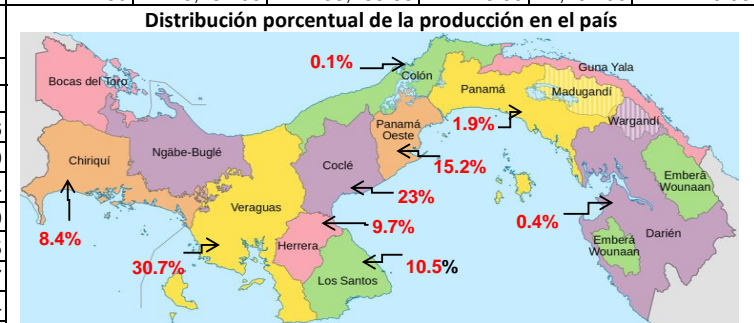 Distribución porcentual de la producción en el país
0.1%
Guna Yala
Bocas del Toro
Colón
Panamá
Madugandí
Wargandí
Panamá
Oeste
1.9%
Chiriquí
Ngäbe-Buglé
Coclé
15.2%
Emberá
Wounaan
Veraguas
23%
0.4%
9.7%
Darién
8.4%
30.7%
Herrera
Emberá
Wounaan
10.5%
Los Santos